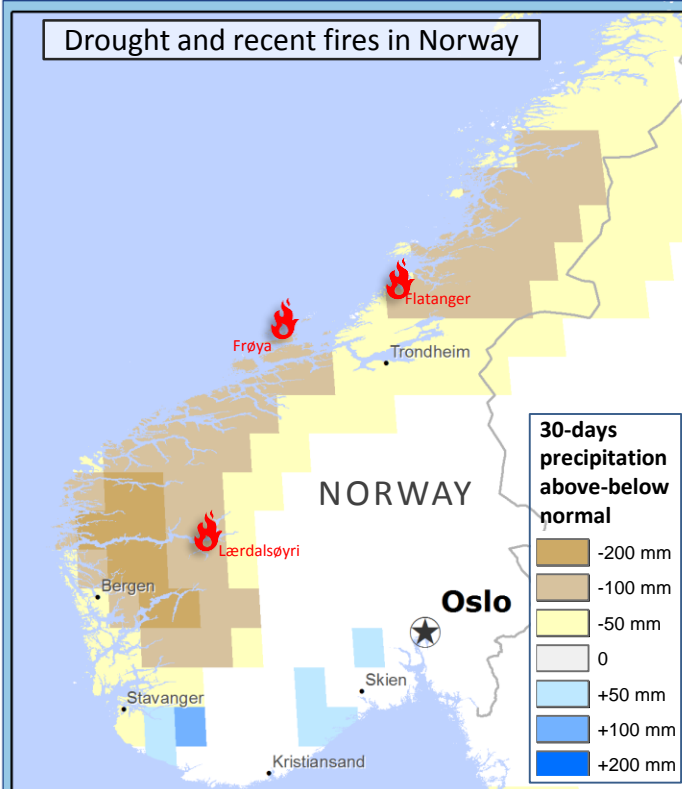 Drought and recent fires in Norway
Flatanger
Frøya
Trondheim
NORWAY
Lærdalsøyri
Bergen
Oslo
Skien
Stavanger
Kristiansand
30-days
precipitation
above-below
normal
-200 mm
-100 mm
-50 mm
0
+50 mm
+100 mm
+200 mm